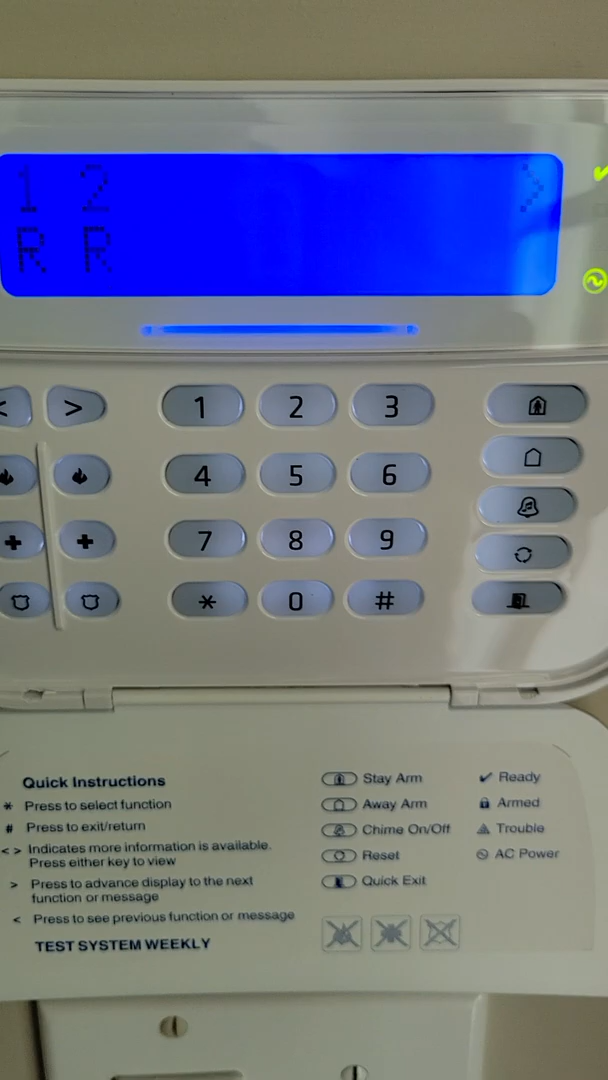 1 2 >
R R
< > 1 2 3
4 5 6
7 8 9
* 0 #
Quick Instructions
* Press to select function
# Press to exit/return
< > Indicates more information is available.
Press either key to view
> Press to advance display to the next
function or message
< Press to see previous function or message
TEST SYSTEM WEEKLY
Stay Arm
Away Arm
Chime On/Off
Reset
Quick Exit
Ready
Armed
Trouble
AC Power